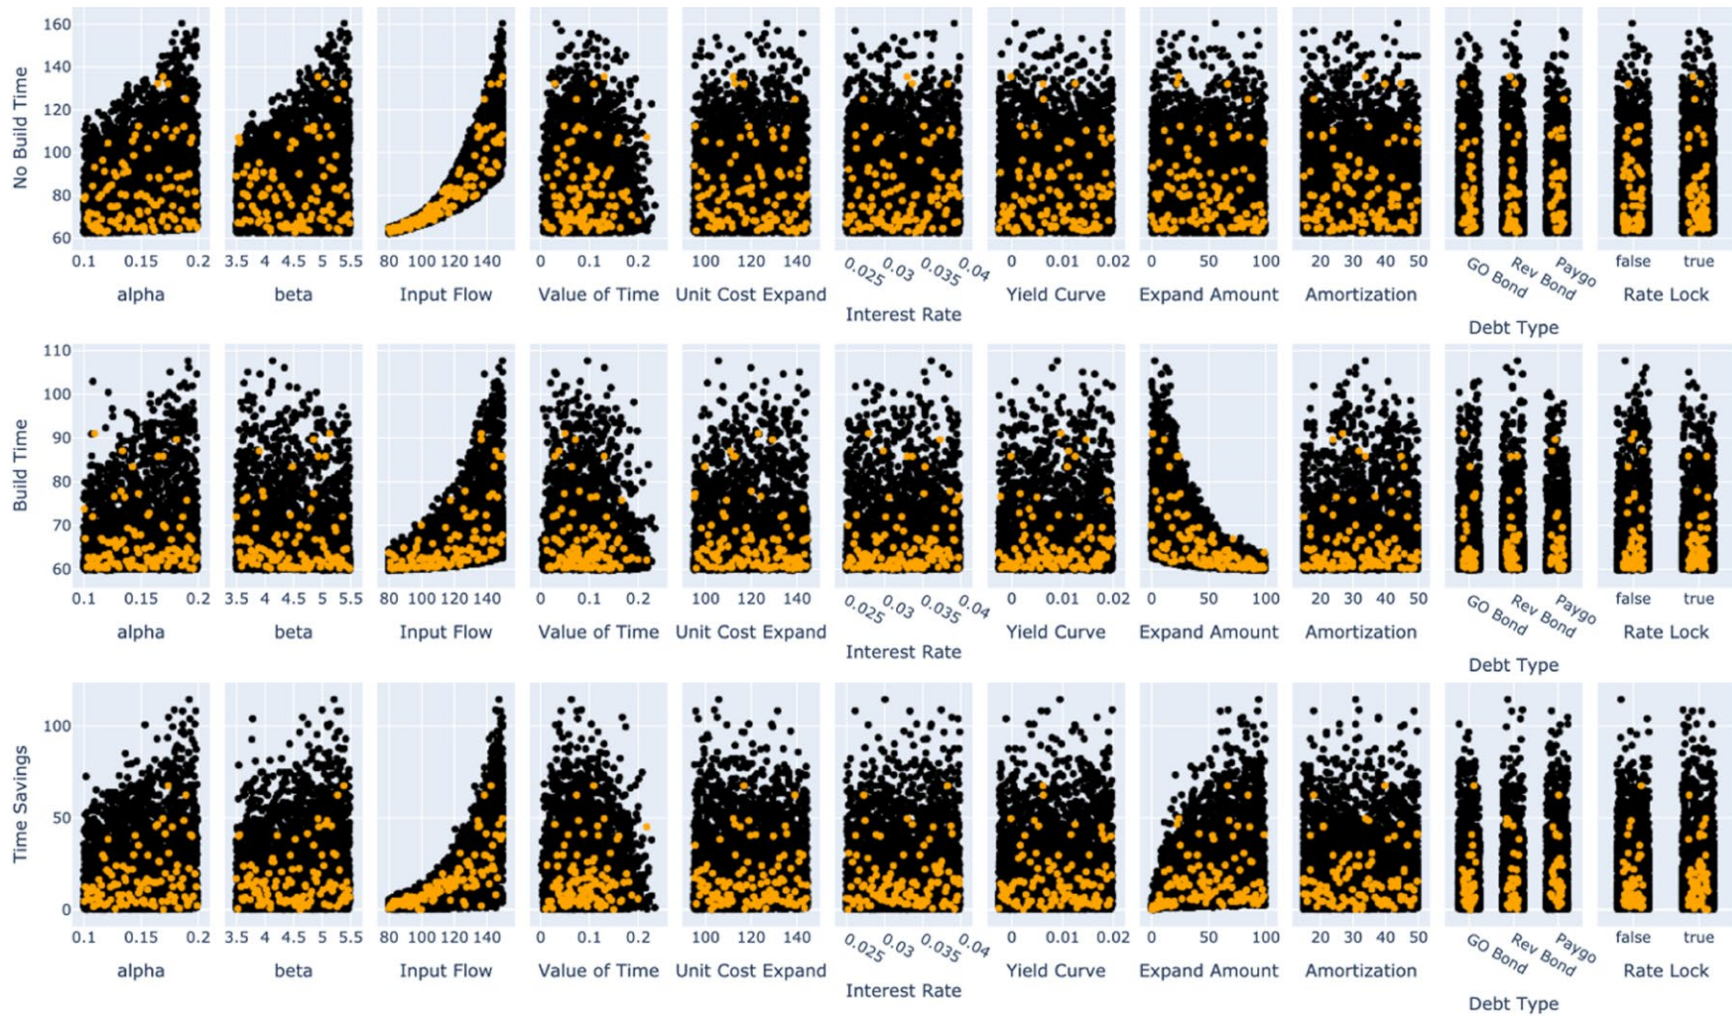 No Build Time
160
140
120
100
80
60
0.1 0.15 0.2 3.5 4 4.5 5 5.5 80 100 120 140 0 0.1 0.2 100 120 140 0.025 0.03 0.035 0.04 0 0.01 0.02 0 50 100 20 30 40 50 GO Bond Rev Bond Paygo false true
alpha beta Input Flow Value of Time Unit Cost Expand Interest Rate Yield Curve Expand Amount Amortization Debt Type Rate Lock
Build Time
110
100
90
80
70
60
0.1 0.15 0.2 3.5 4 4.5 5 5.5 80 100 120 140 0 0.1 0.2 100 120 140 0.025 0.03 0.035 0.04 0 0.01 0.02 0 50 100 20 30 40 50 GO Bond Rev Bond Paygo false true
alpha beta Input Flow Value of Time Unit Cost Expand Interest Rate Yield Curve Expand Amount Amortization Debt Type Rate Lock
Time Savings
100
50
0
0.1 0.15 0.2 3.5 4 4.5 5 5.5 80 100 120 140 0 0.1 0.2 100 120 140 0.025 0.03 0.035 0.04 0 0.01 0.02 0 50 100 20 30 40 50 GO Bond Rev Bond Paygo false true
alpha beta Input Flow Value of Time Unit Cost Expand Interest Rate Yield Curve Expand Amount Amortization Debt Type Rate Lock